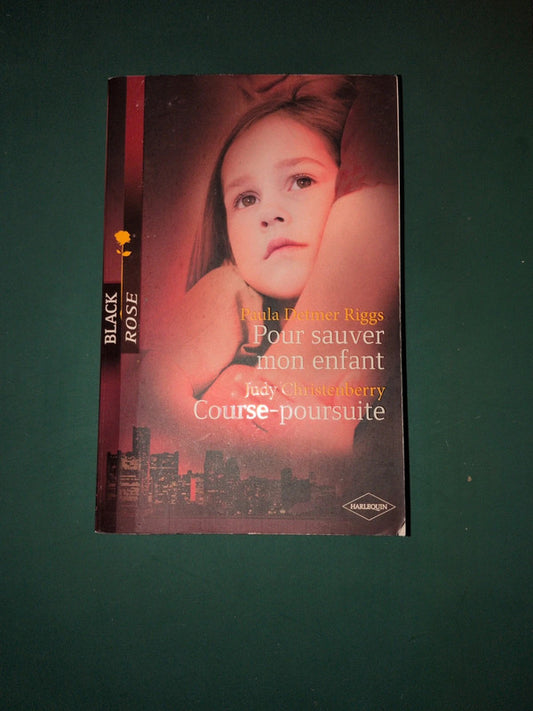 BLACK
ROSE
Paula Detmer Riggs
Pour sauver
mon enfant
Judy Christenberry
Course-poursuite
HARLEQUIN